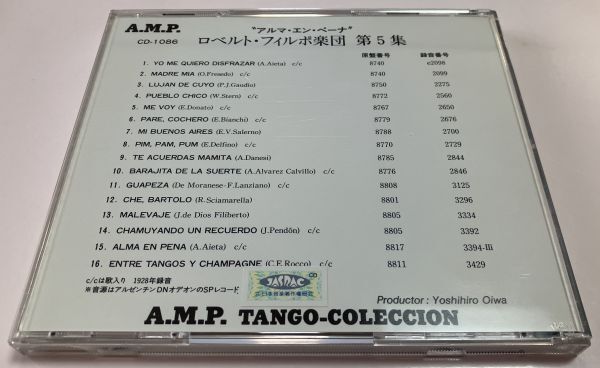 A.M.P.
CD-1086
"アルマ・エン・ペーナ"
ロベルト・フィルポ楽団 第5集
原盤番号 録音番号
1. YO ME QUIERO DISFRAZAR (A.Aieta) c/c 8740 e2098
2. MADRE MIA (O.Fresedo) c/c 8740 2099
3. LUJAN DE CUYO (P.J.Gaudio) 8750 2275
4. PUEBLO CHICO (W.Stern) c/c 8772 2560
5. ME VOY (E.Donato) c/c 8767 2650
6. PARE, COCHERO (E.Bianchi) c/c 8779 2676
7. MI BUENOS AIRES (E.V.Salerno) 8788 2700
8. PIM, PAM, PUM (E.Delfino) c/c 8770 2729
9. TE ACUERDAS MAMITA (A.Danesi) 8785 2844
10. BARAJITA DE LA SUERTE (A.Alvarez Calvillo) c/c 8776 2846
11. GUAPEZA (De Moranese-F.Lanziano) c/c 8808 3125
12. CHE, BARTOLO (R.Sciamarella) 8801 3296
13. MALEVAJE (J.de Dios Filiberto) 8805 3334
14. CHAMUYANDO UN RECUERDO (J.Pendón) c/c 8805 3392
15. ALMA EN PENA (A.Aieta) c/c 8817 3394-III
16. ENTRE TANGOS Y CHAMPAGNE (C.F.Rocco) c/c 8811 3429
c/cは歌入り 1928年録音
※音源はアルゼンチンDNオデオンのSPレコード
CD
JASRAC
Productor : Yoshihiro Oiwa
A.M.P. TANGO-COLECCION